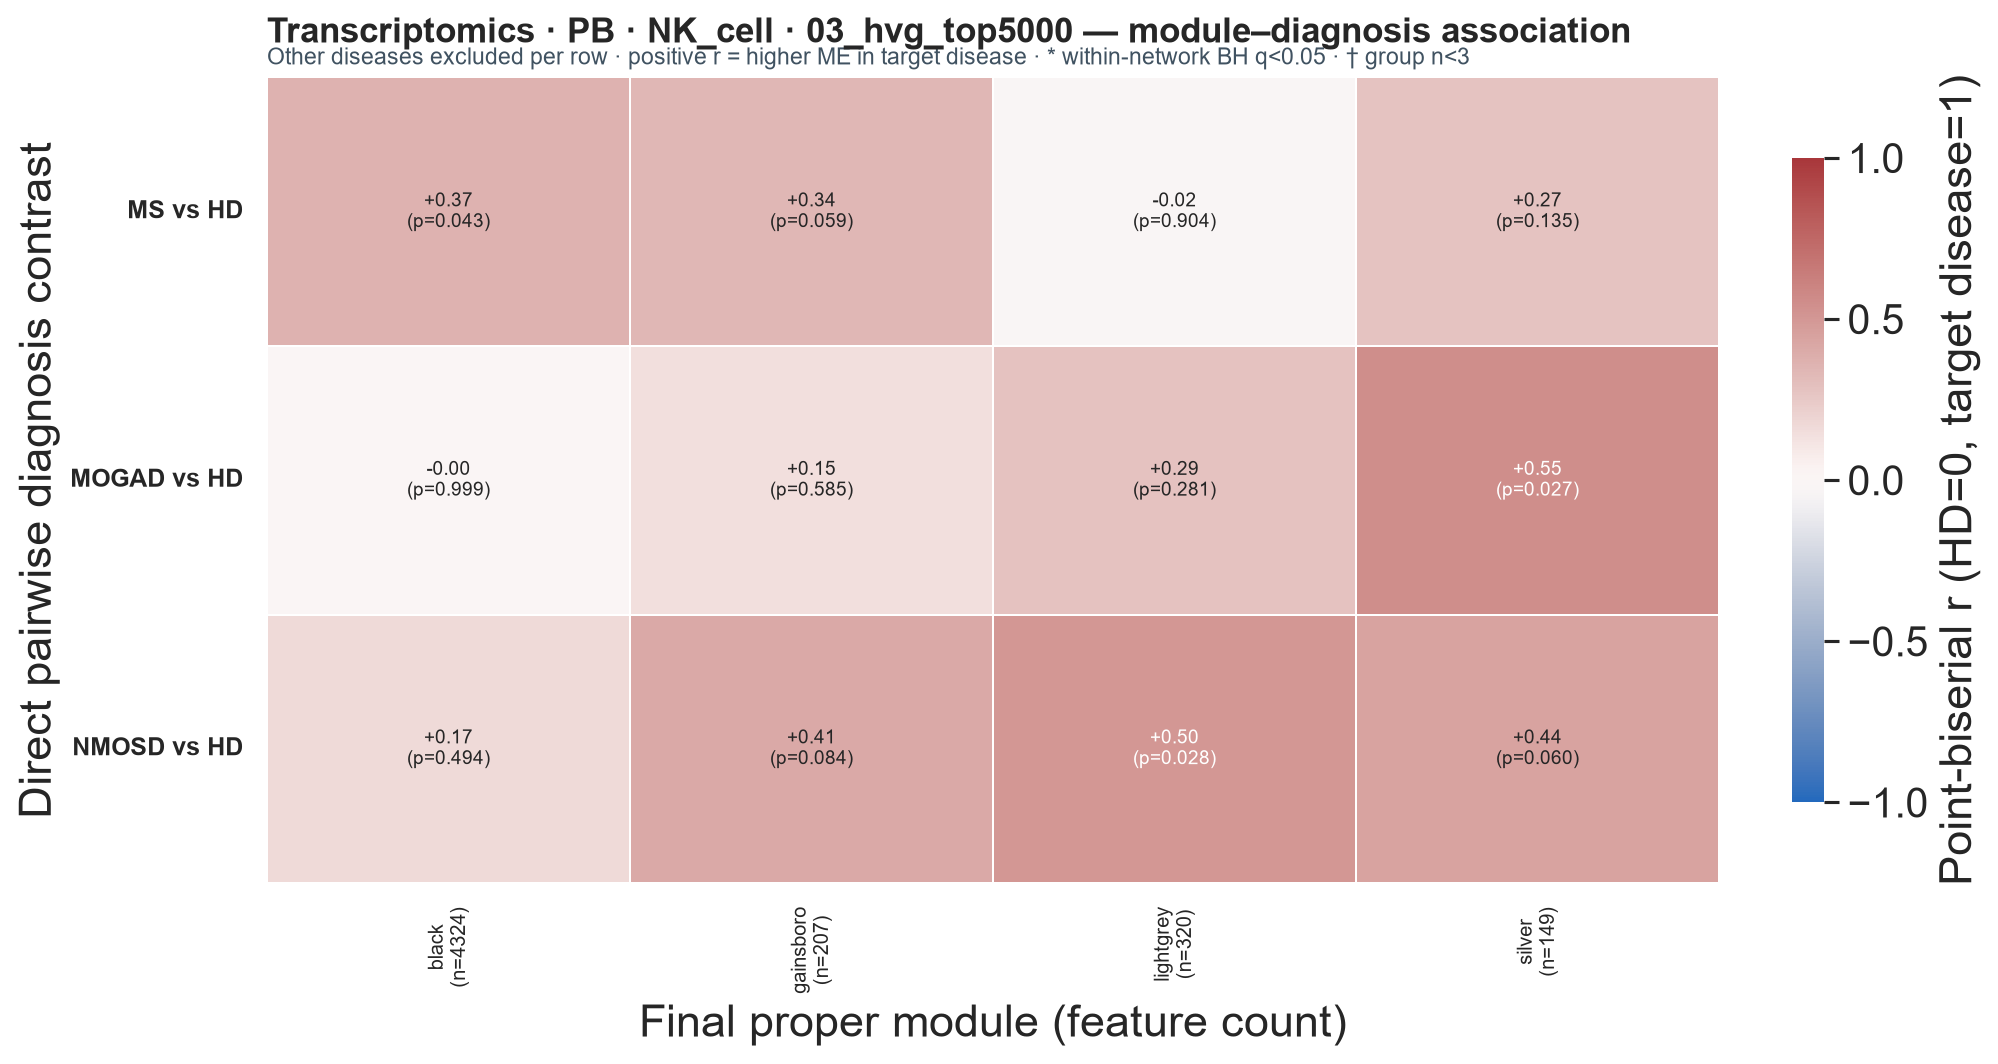 Transcriptomics · PB · NK_cell · 03_hvg_top5000 — module–diagnosis association
Other diseases excluded per row · positive r = higher ME in target disease · * within-network BH q<0.05 · † group n<3
Direct pairwise diagnosis contrast
MS vs HD
+0.37
(p=0.043)
+0.34
(p=0.059)
-0.02
(p=0.904)
+0.27
(p=0.135)
MOGAD vs HD
-0.00
(p=0.999)
+0.15
(p=0.585)
+0.29
(p=0.281)
+0.55
(p=0.027)
NMOSD vs HD
+0.17
(p=0.494)
+0.41
(p=0.084)
+0.50
(p=0.028)
+0.44
(p=0.060)
black
(n=4324)
gainsboro
(n=207)
lightgrey
(n=320)
silver
(n=149)
Final proper module (feature count)
1.0
0.5
0.0
−0.5
−1.0
Point-biserial r (HD=0, target disease=1)